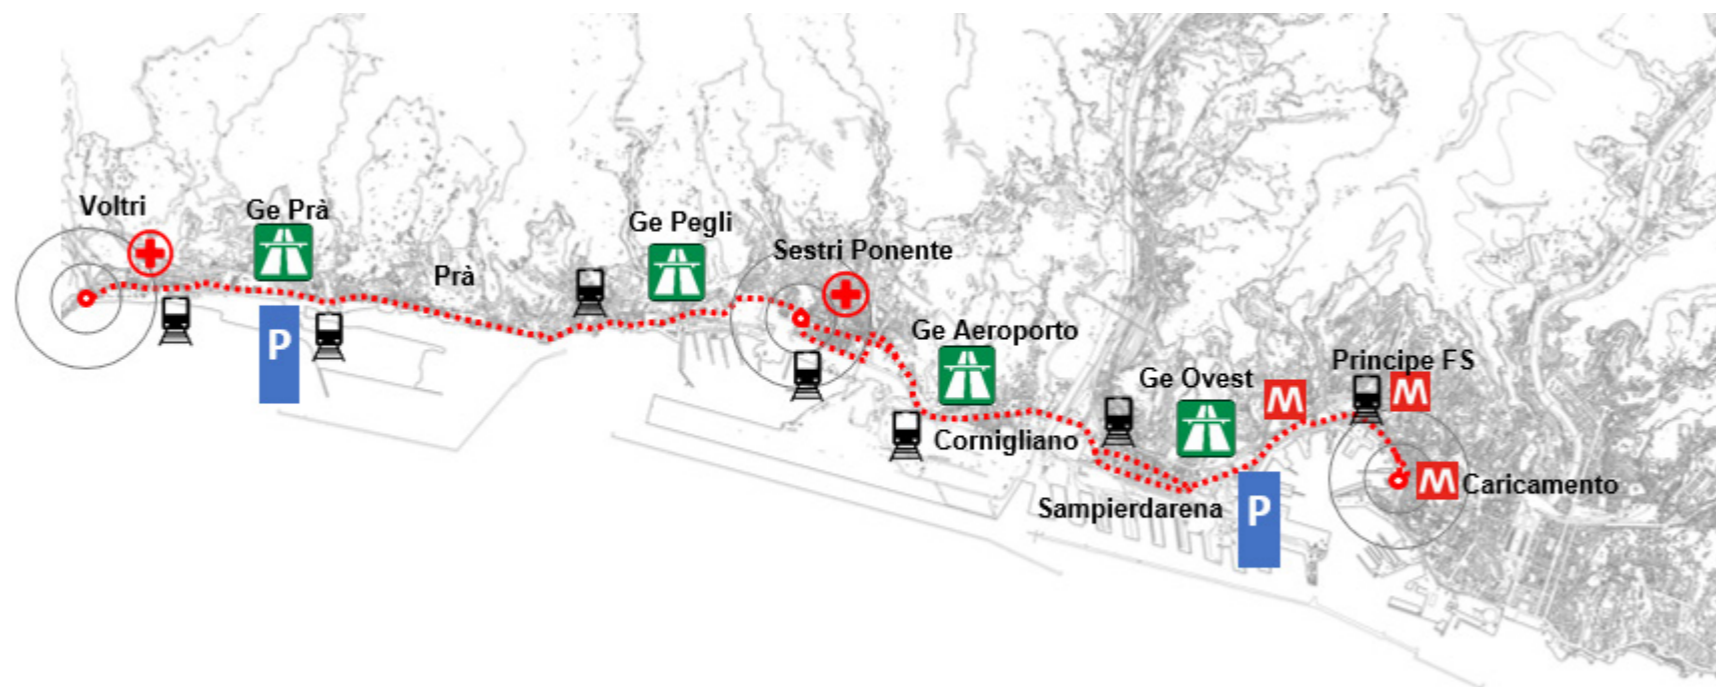 Voltri
Ge Prà
P
Prà
Ge Pegli
Sestri Ponente
Ge Aeroporto
Cornigliano
Ge Ovest
M
Sampierdarena
P
Principe FS
M
M Caricamento